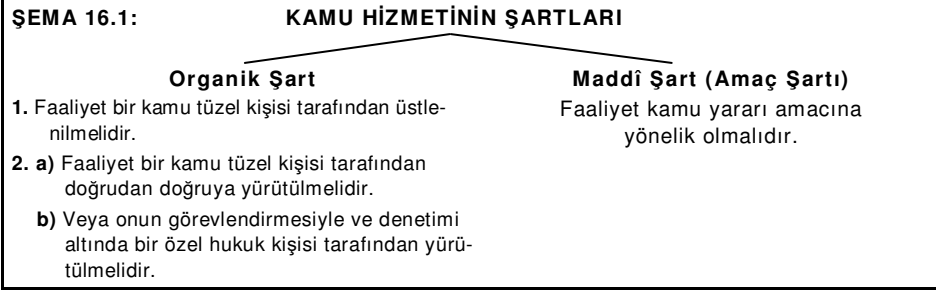 ŞEMA 16.1: KAMU HİZMETİNİN ŞARTLARI
Organik Şart
1. Faaliyet bir kamu tüzel kişisi tarafından üstle-
nilmelidir.
2. a) Faaliyet bir kamu tüzel kişisi tarafından
doğrudan doğruya yürütülmelidir.
b) Veya onun görevlendirmesiyle ve denetimi
altında bir özel hukuk kişisi tarafından yürü-
tülmelidir.
Maddî Şart (Amaç Şartı)
Faaliyet kamu yararı amacına
yönelik olmalıdır.